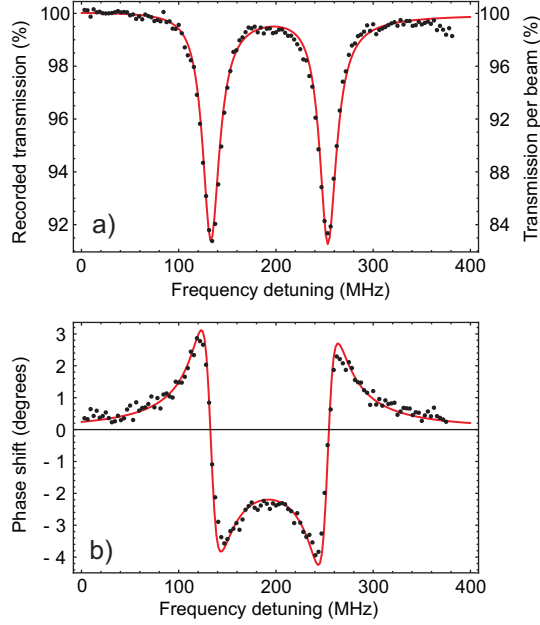 100 100
98 96
96 92
94 88
92 84
Recorded transmission (%)
Transmission per beam (%)
a)
0 100 200 300 400
Frequency detuning (MHz)
3
2
1
0
- 1
- 2
- 3
- 4
Phase shift (degrees)
b)
0 100 200 300 400
Frequency detuning (MHz)